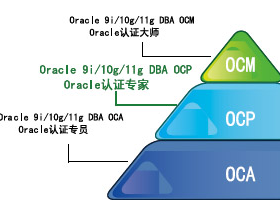 Oracle 9i/10g/11g DBA OCM
Oracle认证大师
OCM
Oracle 9i/10g/11g DBA OCP
Oracle认证专家
OCP
Oracle 9i/10g/11g DBA OCA
Oracle认证专员
OCA